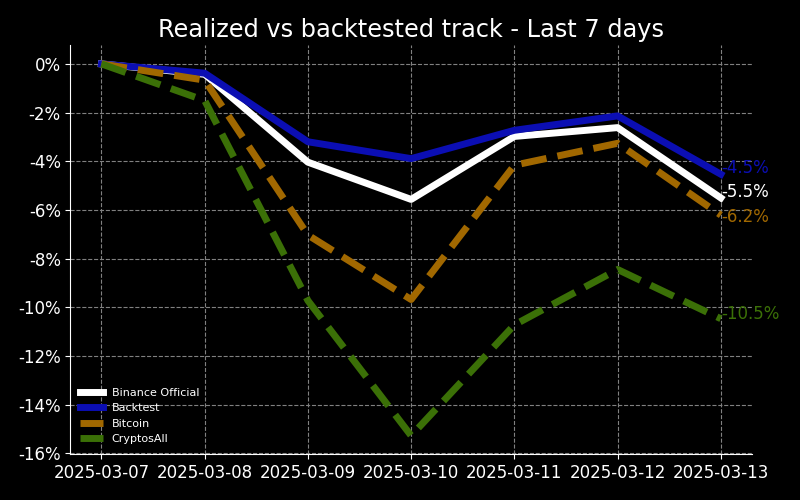 Realized vs backtested track - Last 7 days
0%
-2%
-4%
-6%
-8%
-10%
-12%
-14%
-16%
-4.5%
-5.5%
-6.2%
-10.5%
Binance Official
Backtest
Bitcoin
CryptosAll
2025-03-07 2025-03-08 2025-03-09 2025-03-10 2025-03-11 2025-03-12 2025-03-13